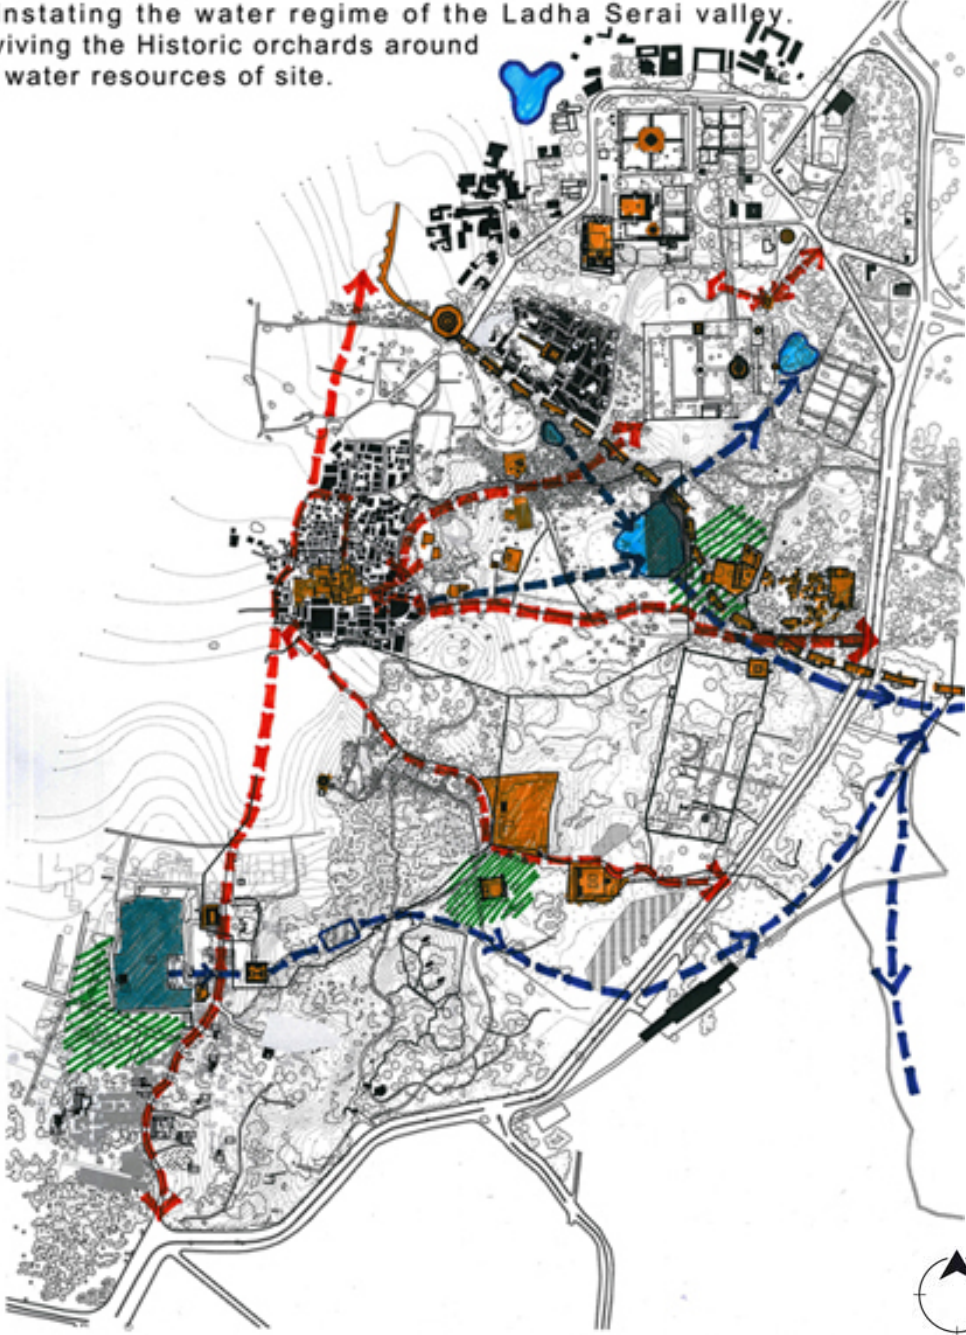 nstating the water regime of the Ladha Serai valley.
viving the Historic orchards around
water resources of site.